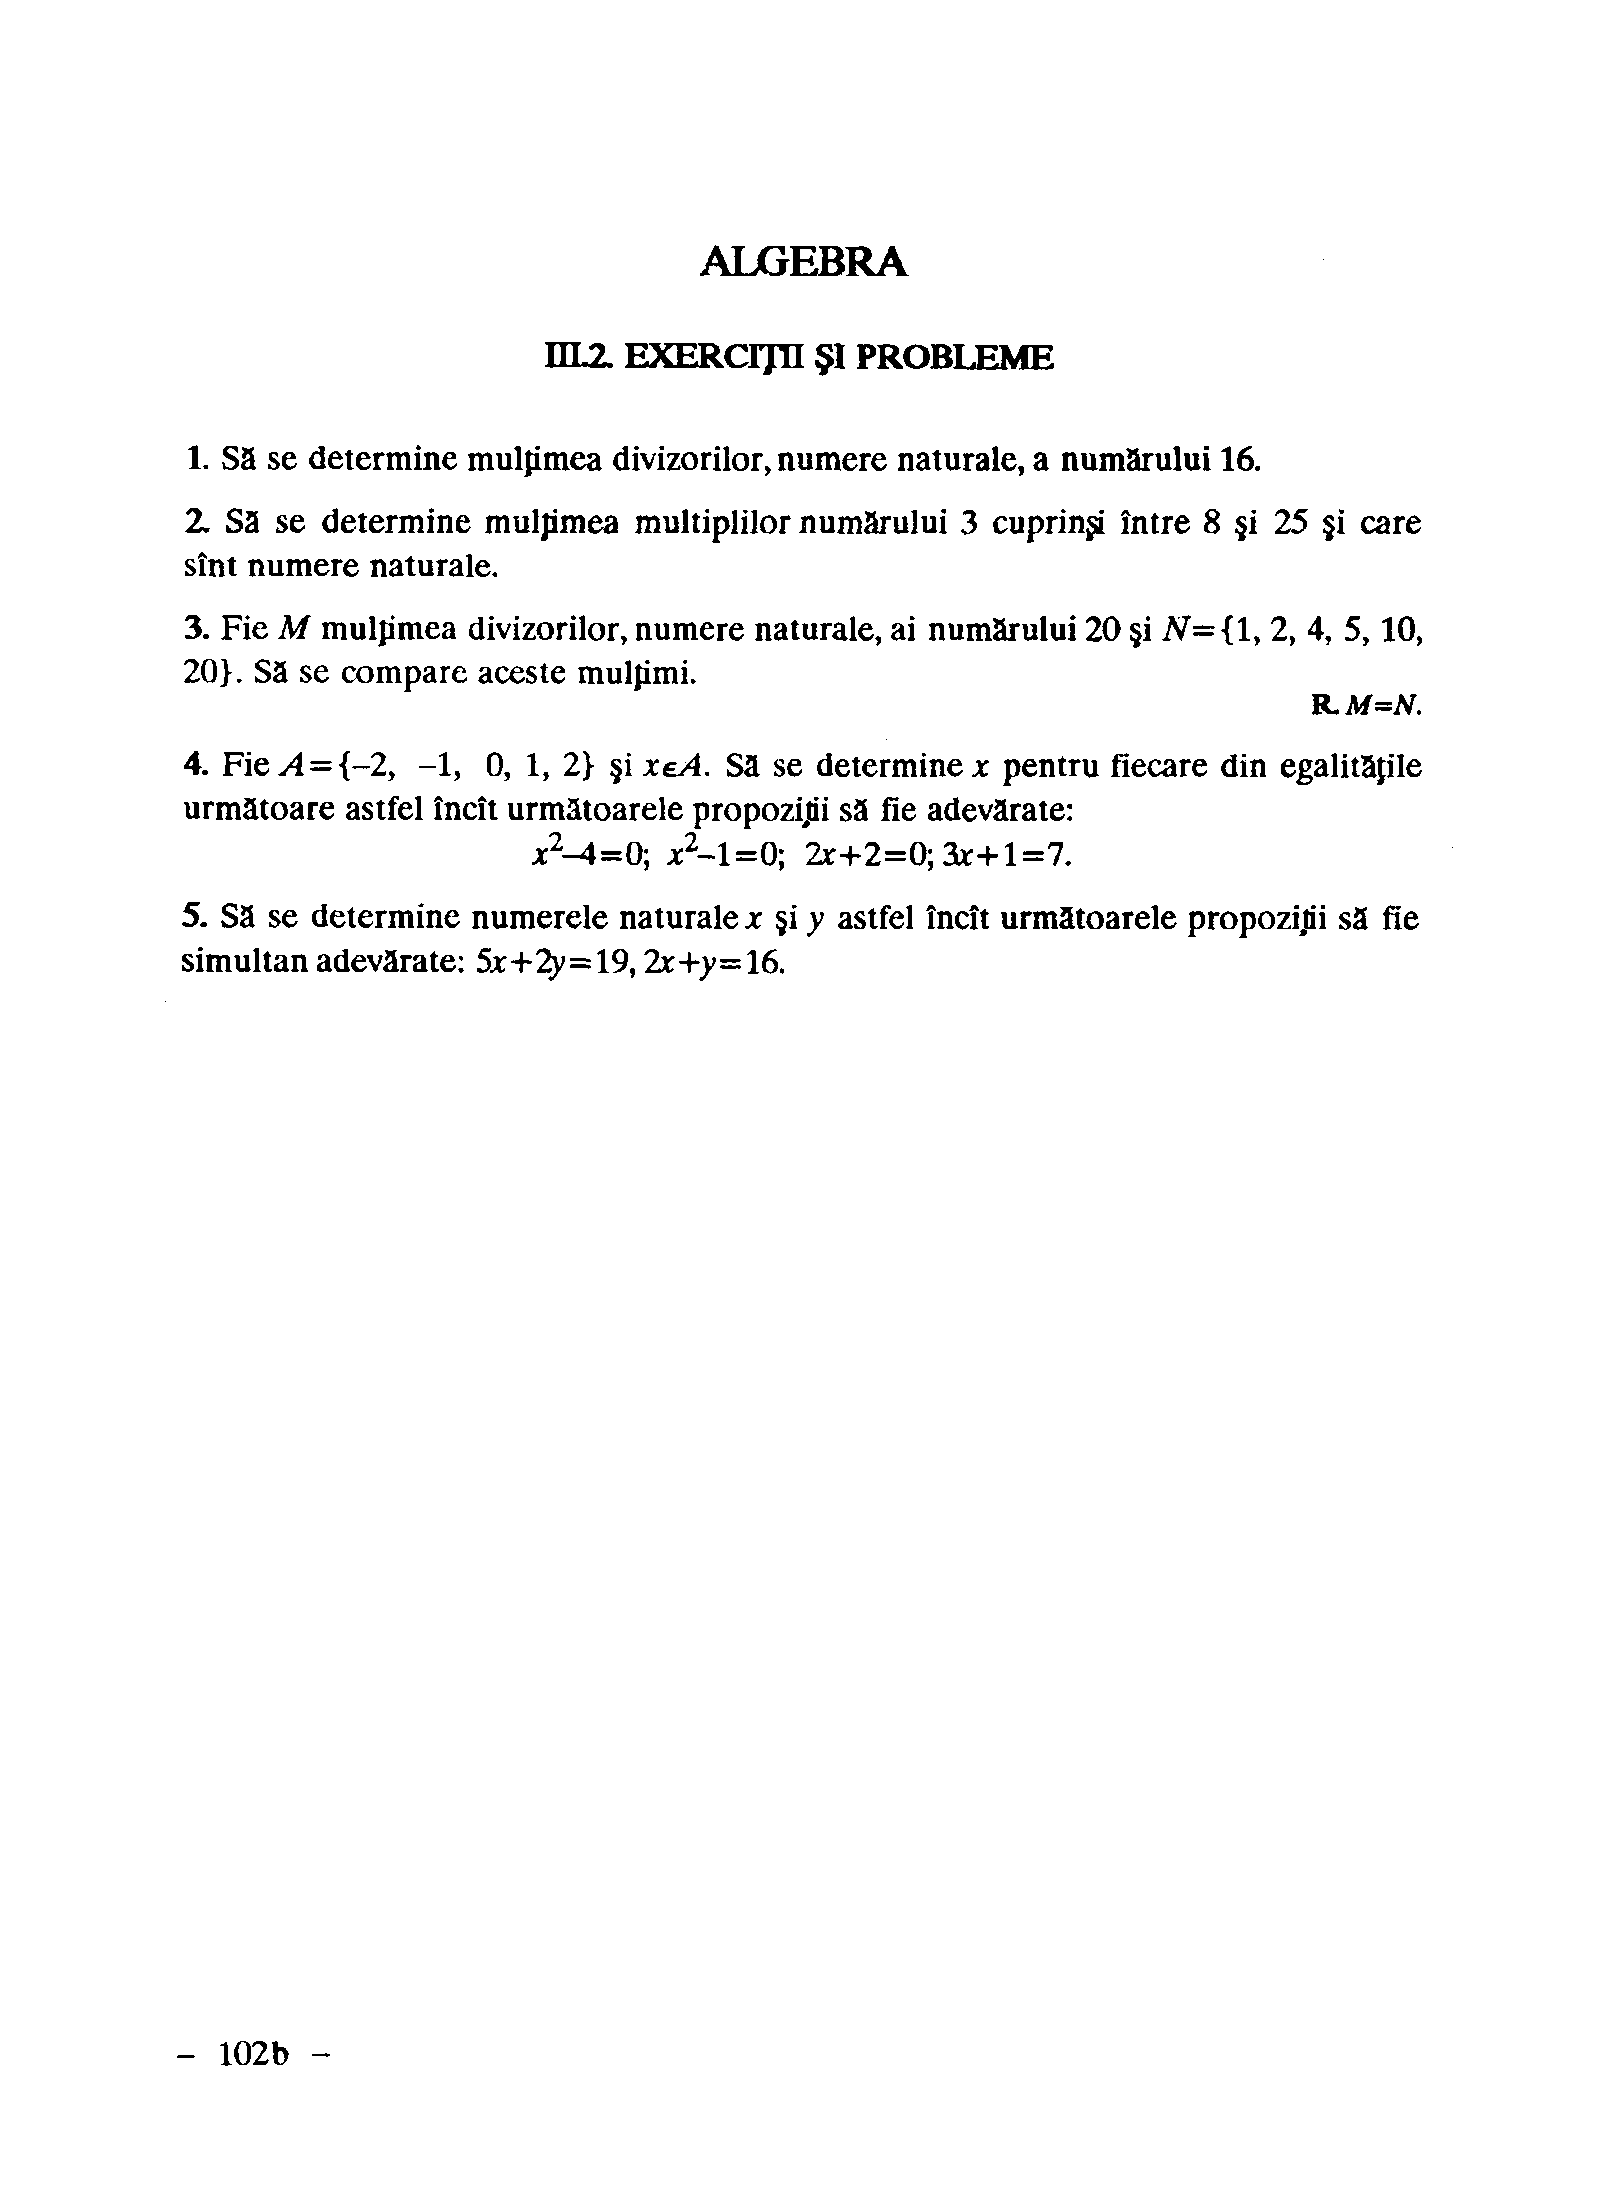 ALGEBRA
III.2. EXERCIŢII ŞI PROBLEME
1. Să se determine mulţimea divizorilor, numere naturale, a numărului 16.
2. Să se determine mulţimea multiplilor numărului 3 cuprinşi între 8 şi 25 şi care
sînt numere naturale.
3. Fie M mulţimea divizorilor, numere naturale, ai numărului 20 şi N={1, 2, 4, 5, 10,
20}. Să se compare aceste mulţimi.
R. M=N.
4. Fie A={-2, -1, 0, 1, 2} şi xϵA. Să se determine x pentru fiecare din egalităţile
următoare astfel încît următoarele propoziţii să fie adevărate:
x²-4=0; x²-1=0; 2x+2=0; 3x+1=7.
5. Să se determine numerele naturale x şi y astfel încît următoarele propoziţii să fie
simultan adevărate: 5x+2y=19, 2x+y=16.
- 102b -